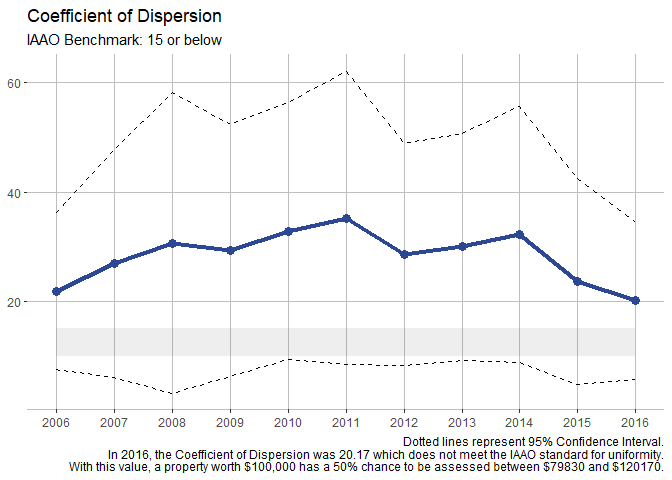 Coefficient of Dispersion
IAAO Benchmark: 15 or below
60
40
20
2006 2007 2008 2009 2010 2011 2012 2013 2014 2015 2016
Dotted lines represent 95% Confidence Interval.
In 2016, the Coefficient of Dispersion was 20.17 which does not meet the IAAO standard for uniformity.
With this value, a property worth $100,000 has a 50% chance to be assessed between $79830 and $120170.